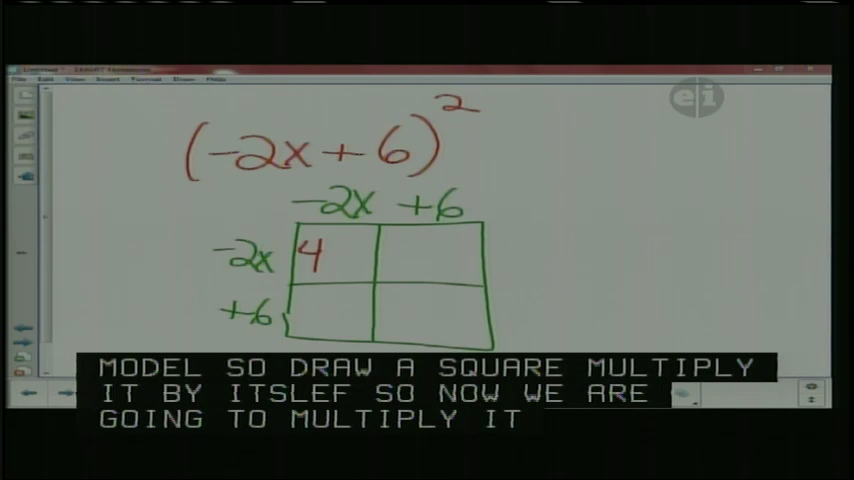 ei
(-2x+6)²
-2x +6
-2x 4
+6
MODEL SO DRAW A SQUARE MULTIPLY
IT BY ITSLEF SO NOW WE ARE
GOING TO MULTIPLY IT